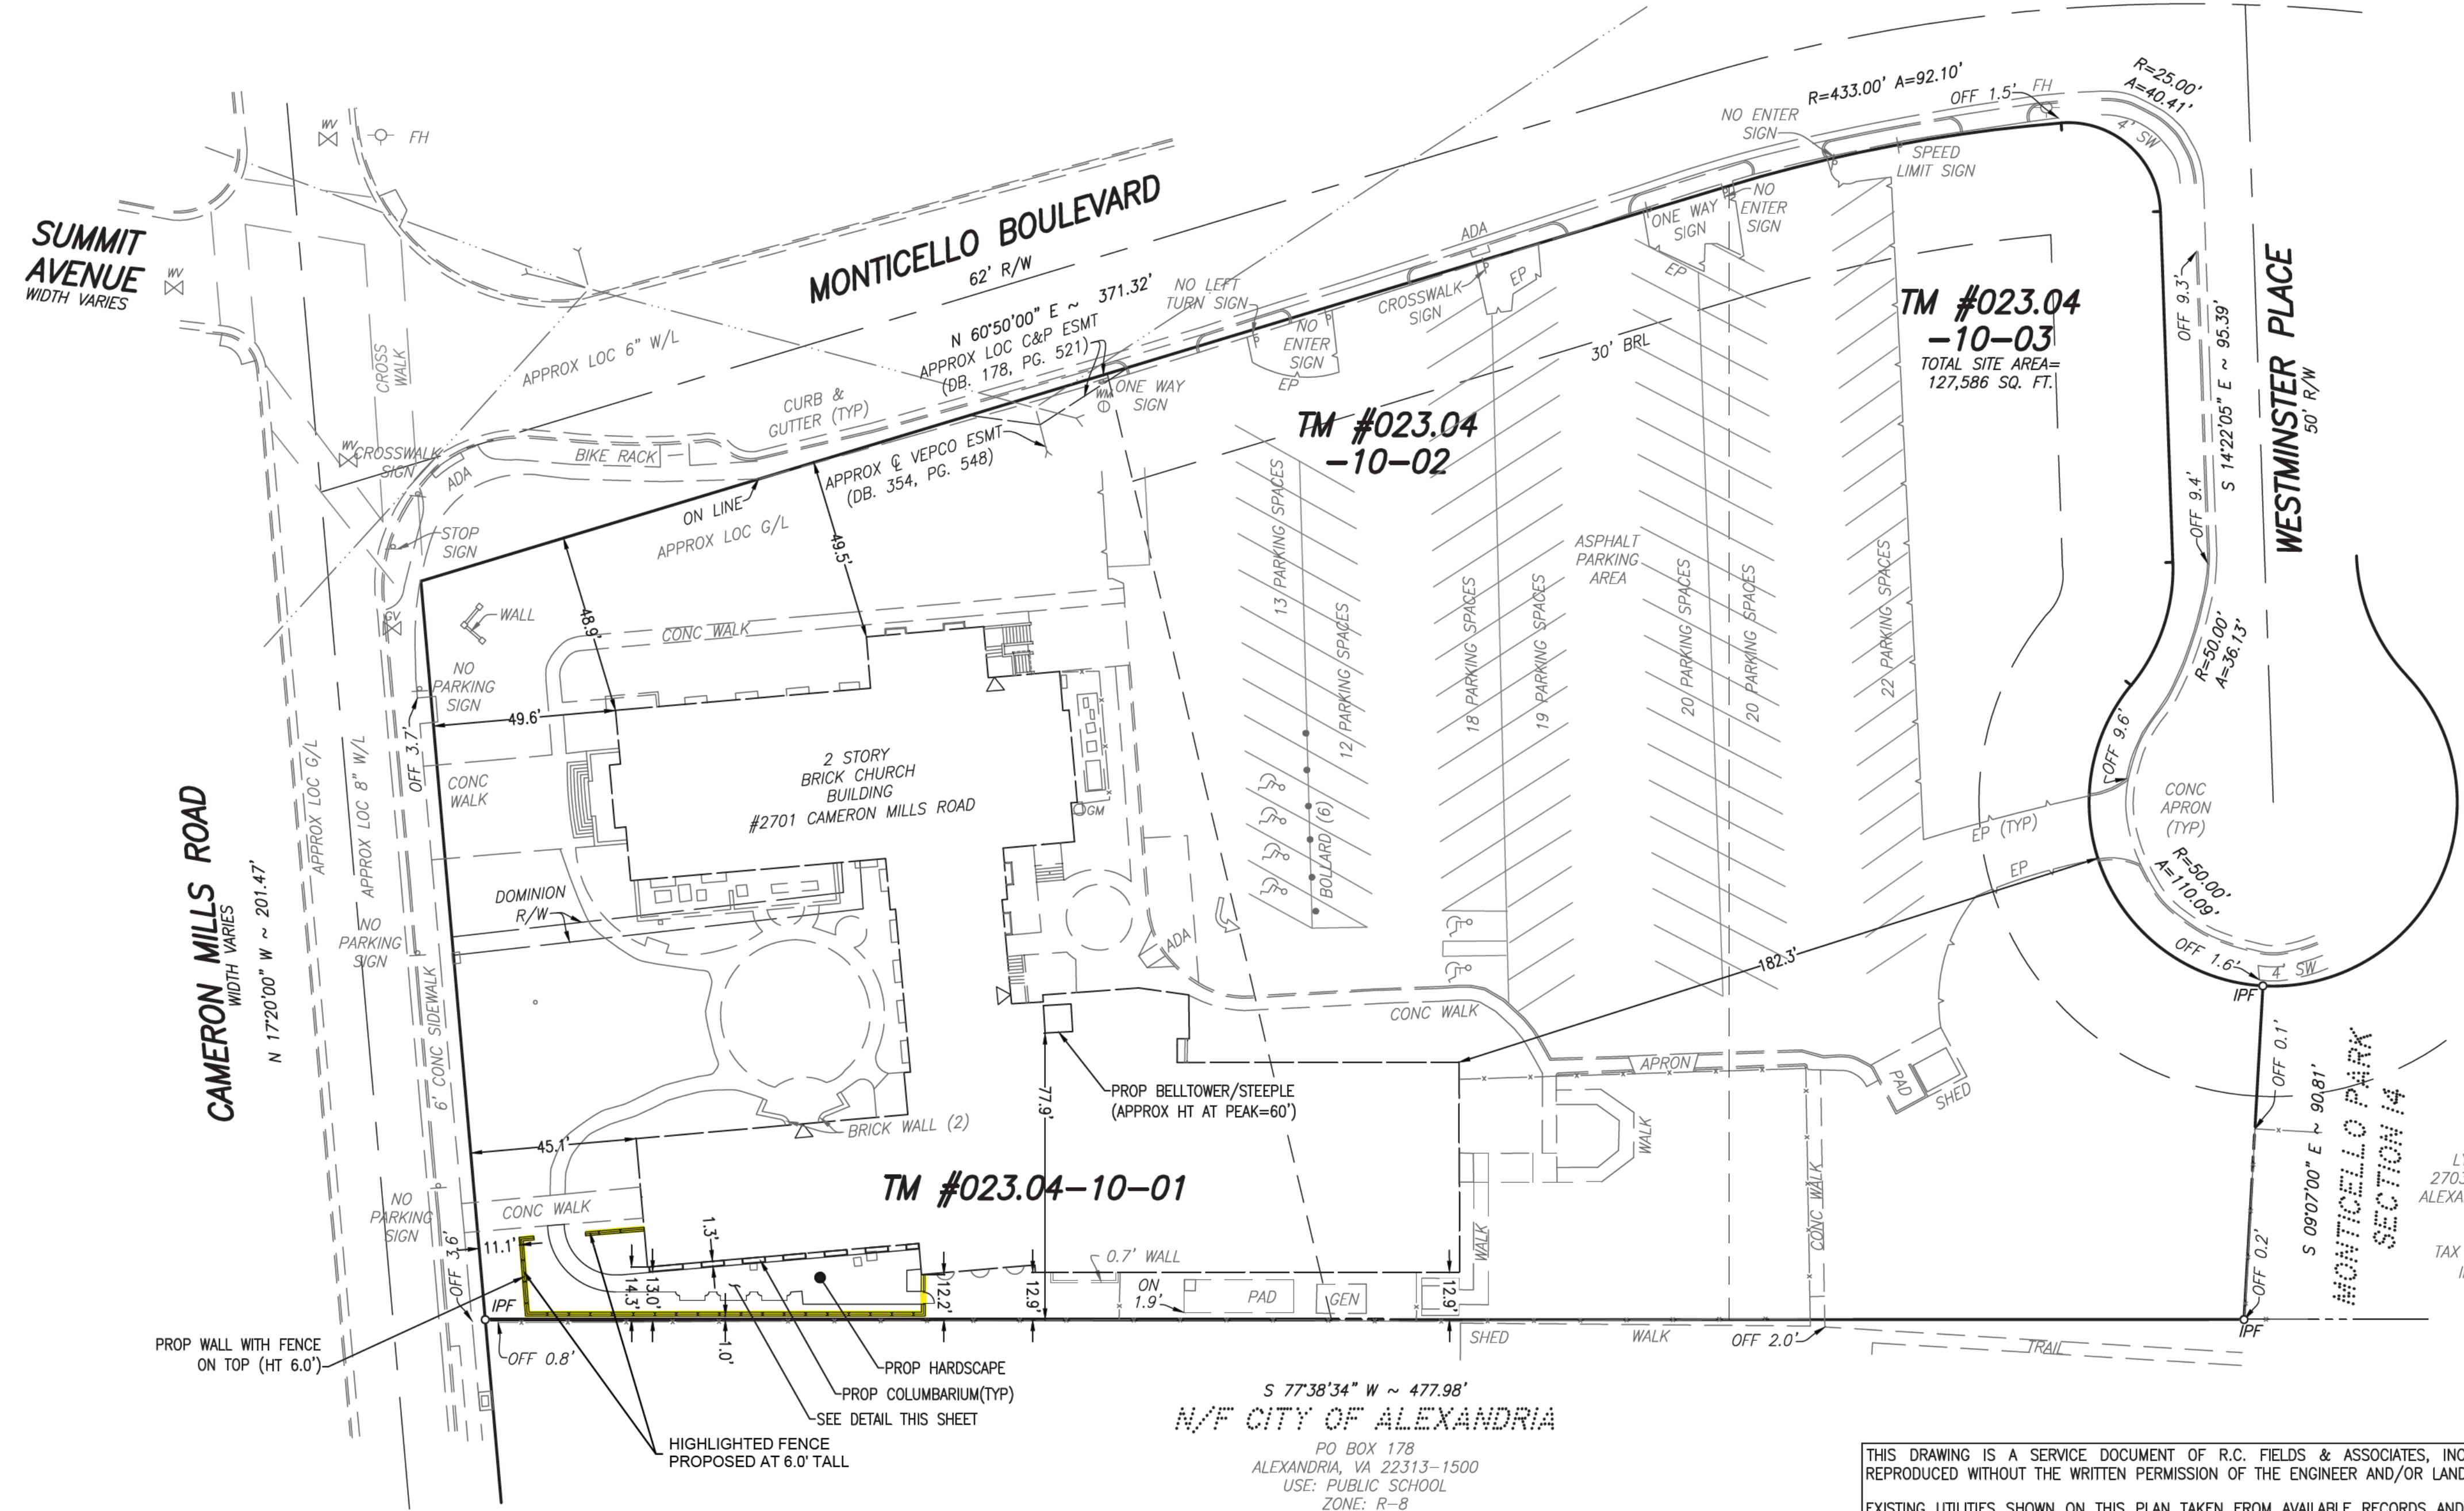 SUMMIT
AVENUE
WIDTH VARIES
WV
WV
FH
CROSS
WALK
MONTICELLO BOULEVARD
62' R/W
N 60°50'00" E ~ 371.32'
APPROX LOC C&P ESMT
(DB. 178, PG. 521)
APPROX LOC 6" W/L
CURB &
GUTTER (TYP)
WM
ONE WAY
SIGN
NO LEFT
TURN SIGN
NO
ENTER
SIGN
EP
ADA
CROSSWALK
SIGN
EP
ONE WAY
SIGN
EP
NO
ENTER
SIGN
NO ENTER
SIGN
SPEED
LIMIT SIGN
R=433.00' A=92.10'
OFF 1.5'
FH
R=25.00'
A=40.41'
4' SW
WV
CROSSWALK
SIGN
ADA
BIKE RACK
STOP
SIGN
ON LINE
APPROX LOC G/L
APPROX ℄ VEPCO ESMT
(DB. 354, PG. 548)
30' BRL
TM #023.04
-10-02
TM #023.04
-10-03
TOTAL SITE AREA=
127,586 SQ. FT.
OFF 9.3'
S 14°22'05" E ~ 95.39'
OFF 9.4'
WESTMINSTER PLACE
50' R/W
R=50.00'
A=36.13'
48.9'
49.5'
GV
WALL
CONC WALK
NO
PARKING
SIGN
49.6'
OFF 3.7'
CONC
WALK
2 STORY
BRICK CHURCH
BUILDING
#2701 CAMERON MILLS ROAD
GM
13 PARKING SPACES
12 PARKING SPACES
18 PARKING SPACES
19 PARKING SPACES
ASPHALT
PARKING
AREA
20 PARKING SPACES
20 PARKING SPACES
22 PARKING SPACES
BOLLARD (6)
OFF 9.6'
CONC
APRON
(TYP)
EP (TYP)
EP
R=50.00'
A=110.09'
OFF 1.6'
4' SW
IPF
CAMERON MILLS ROAD
WIDTH VARIES
N 17°20'00" W ~ 201.47'
APPROX LOC G/L
APPROX LOC 8" W/L
NO
PARKING
SIGN
6' CONC SIDEWALK
DOMINION
R/W
ADA
182.3'
CONC WALK
APRON
PAD
SHED
BRICK WALL (2)
PROP BELLTOWER/STEEPLE
(APPROX HT AT PEAK=60')
77.9'
WALK
CONC WALK
WALK
45.1'
TM #023.04-10-01
NO
PARKING
SIGN
CONC WALK
OFF 3.6'
11.1'
1.3'
14.3'
13.0'
1.0'
12.2'
12.9'
0.7' WALL
ON
1.9'
PAD
GEN
12.9'
SHED
WALK
OFF 2.0'
TRAIL
IPF
OFF 0.1'
OFF 0.2'
S 09°07'00" E ~ 90.81'
MONTICELLO PARK
SECTION 14
2703
ALEXA
TAX
IPF
OFF 0.8'
PROP WALL WITH FENCE
ON TOP (HT 6.0')
PROP HARDSCAPE
PROP COLUMBARIUM(TYP)
SEE DETAIL THIS SHEET
HIGHLIGHTED FENCE
PROPOSED AT 6.0' TALL
S 77°38'34" W ~ 477.98'
N/F CITY OF ALEXANDRIA
PO BOX 178
ALEXANDRIA, VA 22313-1500
USE: PUBLIC SCHOOL
ZONE: R-8
THIS DRAWING IS A SERVICE DOCUMENT OF R.C. FIELDS & ASSOCIATES, INC
REPRODUCED WITHOUT THE WRITTEN PERMISSION OF THE ENGINEER AND/OR LAND
EXISTING UTILITIES SHOWN ON THIS PLAN TAKEN FROM AVAILABLE RECORDS AND